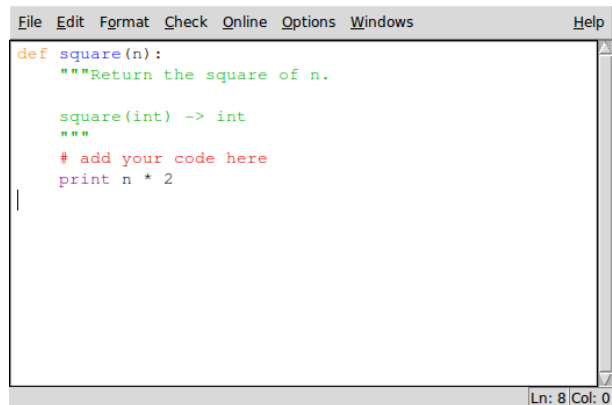 File Edit Format Check Online Options Windows Help
def square(n):
    """Return the square of n.

    square(int) -> int
    """
    # add your code here
    print n * 2
Ln: 8 Col: 0